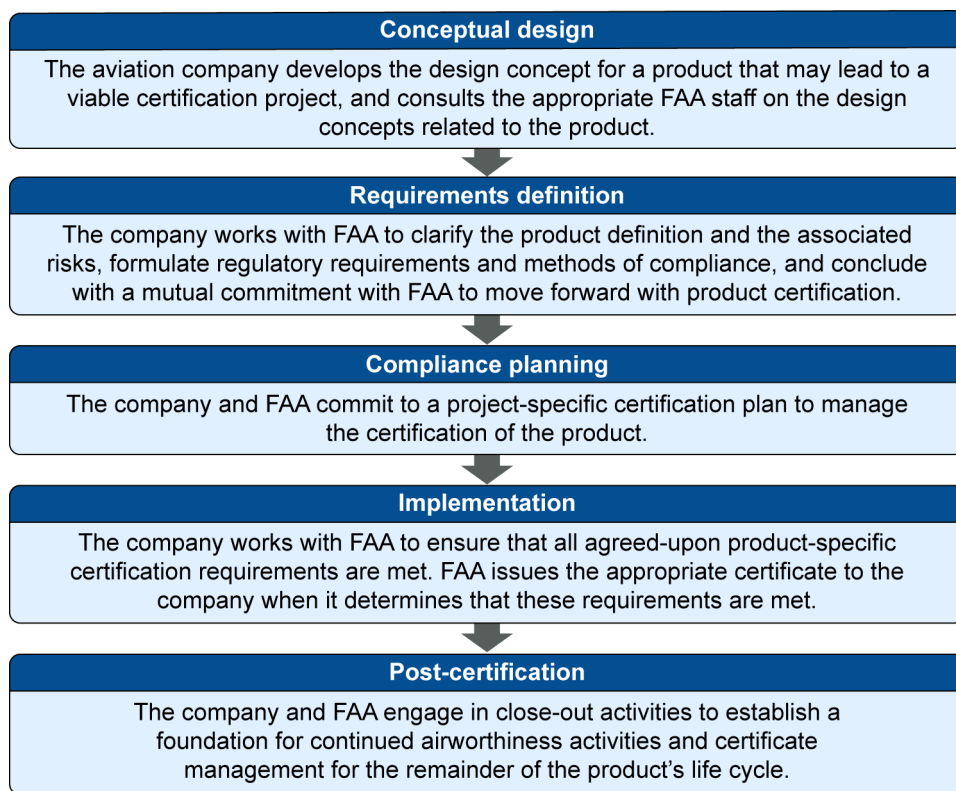 Conceptual design
The aviation company develops the design concept for a product that may lead to a
viable certification project, and consults the appropriate FAA staff on the design
concepts related to the product.
Requirements definition
The company works with FAA to clarify the product definition and the associated
risks, formulate regulatory requirements and methods of compliance, and conclude
with a mutual commitment with FAA to move forward with product certification.
Compliance planning
The company and FAA commit to a project-specific certification plan to manage
the certification of the product.
Implementation
The company works with FAA to ensure that all agreed-upon product-specific
certification requirements are met. FAA issues the appropriate certificate to the
company when it determines that these requirements are met.
Post-certification
The company and FAA engage in close-out activities to establish a
foundation for continued airworthiness activities and certificate
management for the remainder of the product's life cycle.